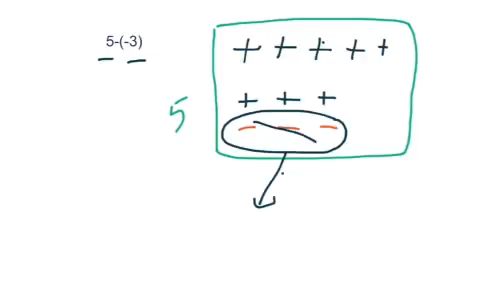 5-(-3)
+ + + + +
+ + +
5
- - -